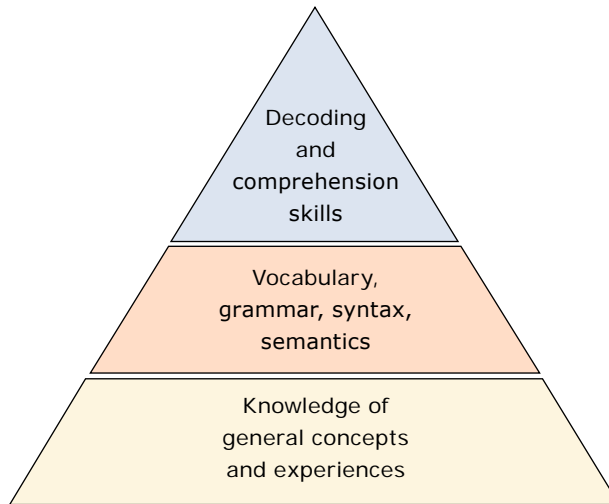 Decoding
and
comprehension
skills
Vocabulary,
grammar, syntax,
semantics
Knowledge of
general concepts
and experiences